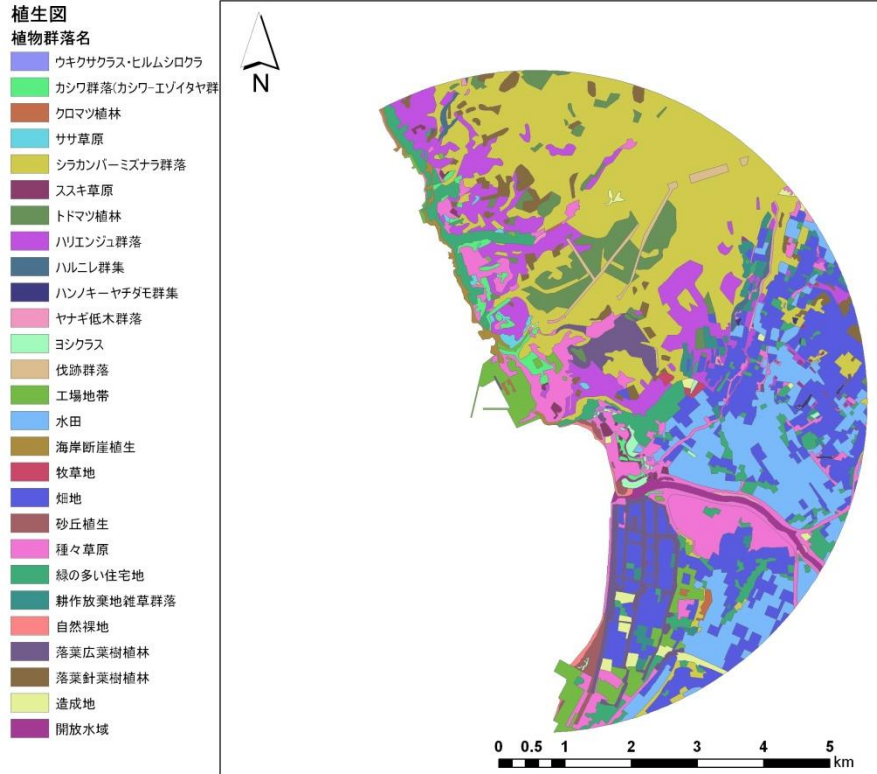 植生図
植物群落名
ウキクサクラス・ヒルムシロクラ
カシワ群落(カシワーエゾイタヤ群
クロマツ植林
ササ草原
シラカンバーミズナラ群落
ススキ草原
トドマツ植林
ハリエンジュ群落
ハルニレ群集
ハンノキーヤチダモ群集
ヤナギ低木群落
ヨシクラス
伐跡群落
工場地帯
水田
海岸断崖植生
牧草地
畑地
砂丘植生
種々草原
緑の多い住宅地
耕作放棄地雑草群落
自然裸地
落葉広葉樹植林
落葉針葉樹植林
造成地
開放水域
N
0 0.5 1 2 3 4 5
km